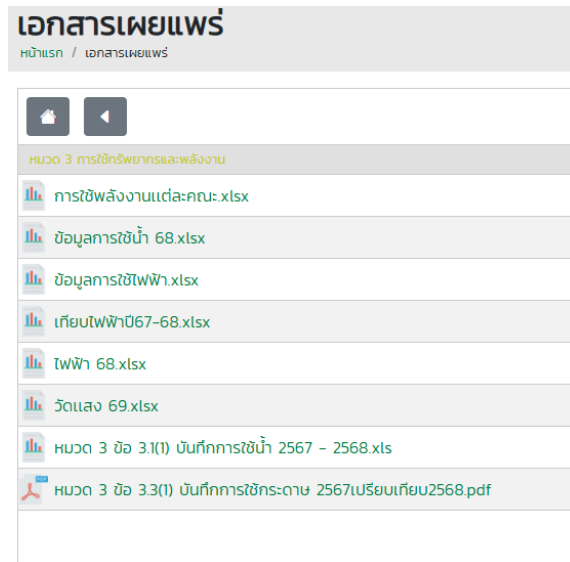 เอกสารเผยแพร่
หน้าแรก / เอกสารเผยแพร่
หมวด 3 การใช้ทรัพยากรและพลังงาน
การใช้พลังงานแต่ละคณะ.xlsx
ข้อมูลการใช้น้ำ 68.xlsx
ข้อมูลการใช้ไฟฟ้า.xlsx
เทียบไฟฟ้าปี67-68.xlsx
ไฟฟ้า 68.xlsx
วัดแสง 69.xlsx
หมวด 3 ข้อ 3.1(1) บันทึกการใช้น้ำ 2567 - 2568.xls
PDF
หมวด 3 ข้อ 3.3(1) บันทึกการใช้กระดาษ 2567เปรียบเทียบ2568.pdf